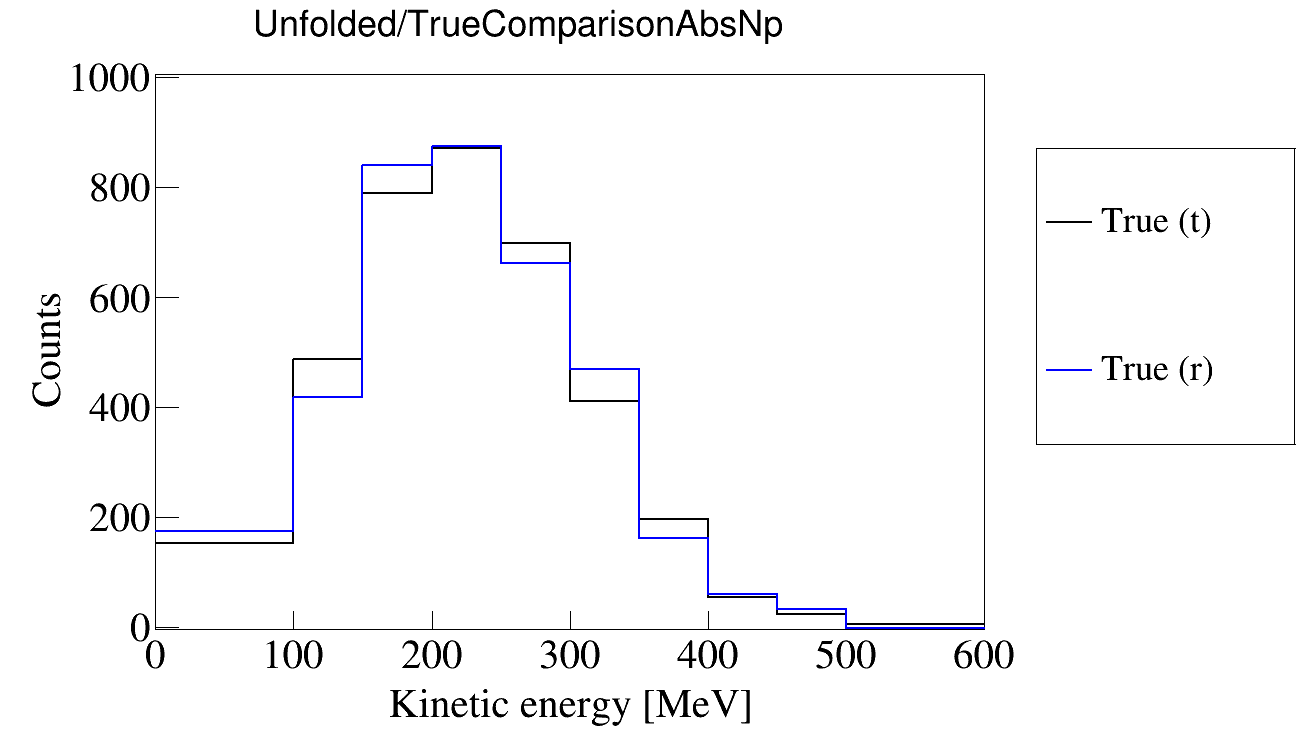 Unfolded/TrueComparisonAbsNp
1000
800
600
400
200
0
Counts
0 100 200 300 400 500 600
Kinetic energy [MeV]
True (t)
True (r)